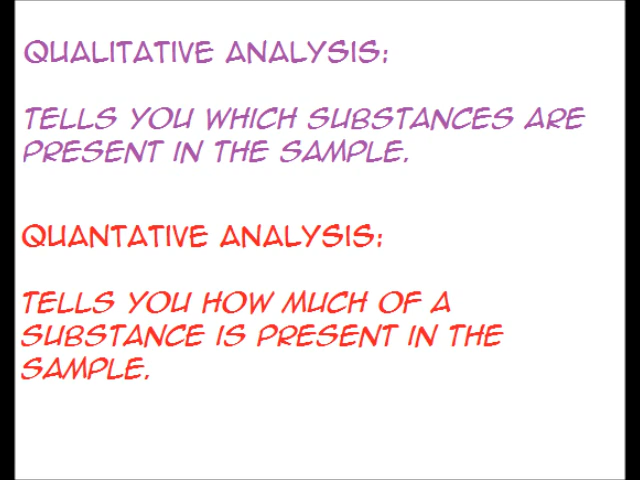 QUALITATIVE ANALYSIS:
TELLS YOU WHICH SUBSTANCES ARE
PRESENT IN THE SAMPLE.
QUANTATIVE ANALYSIS:
TELLS YOU HOW MUCH OF A
SUBSTANCE IS PRESENT IN THE
SAMPLE.